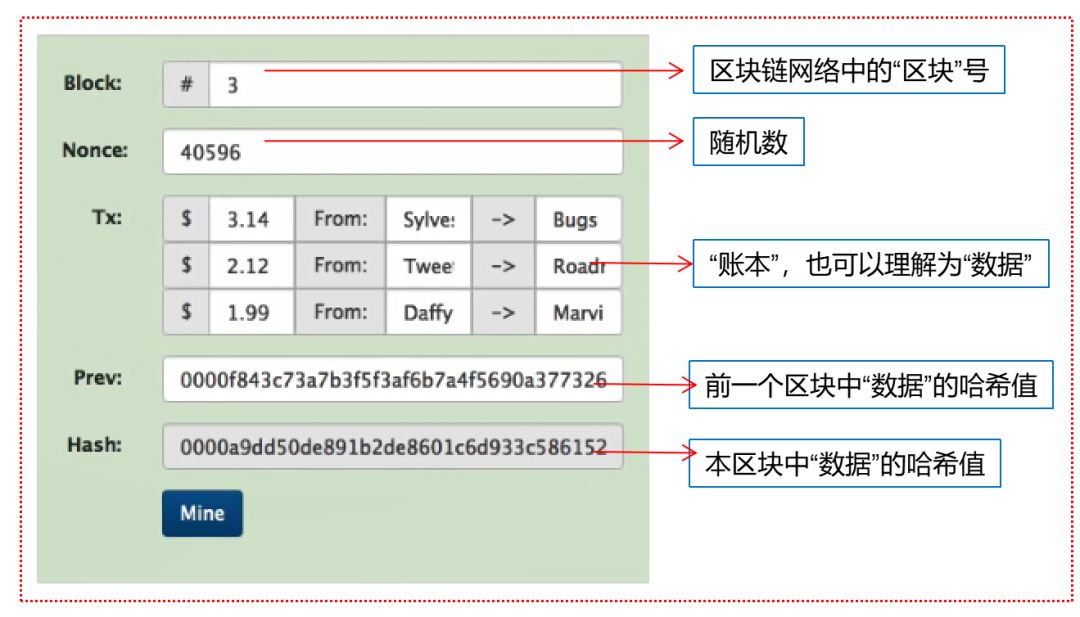 Block: # 3
区块链网络中的“区块”号
Nonce: 40596
随机数
Tx: $ 3.14 From: Sylve: -> Bugs
$ 2.12 From: Twee -> Roadr
“账本”，也可以理解为“数据”
$ 1.99 From: Daffy -> Marvi
Prev: 0000f843c73a7b3f5f3af6b7a4f5690a377326
前一个区块中“数据”的哈希值
Hash: 0000a9dd50de891b2de8601c6d933c586152
本区块中“数据”的哈希值
Mine